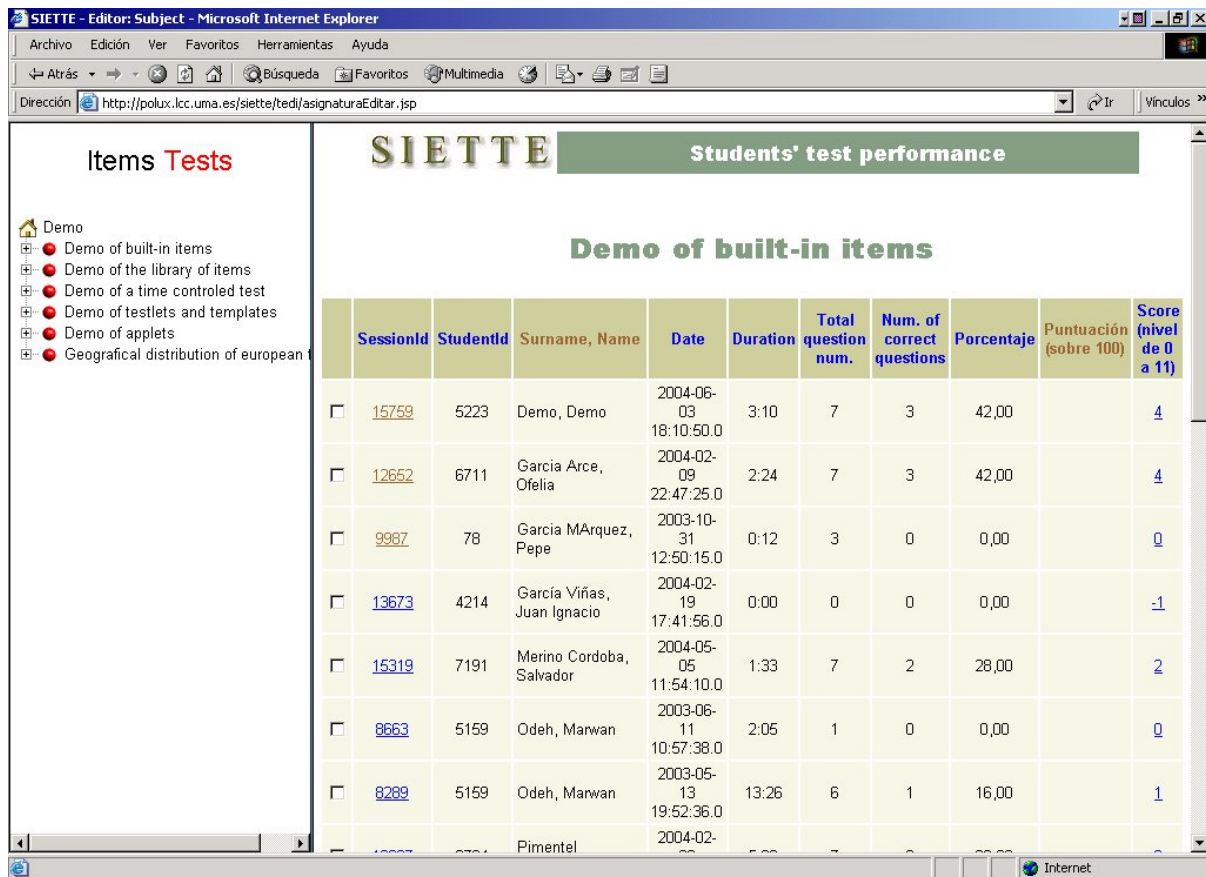 SIETTE - Editor: Subject - Microsoft Internet Explorer
Archivo Edición Ver Favoritos Herramientas Ayuda
Atrás Búsqueda Favoritos Multimedia
Dirección http://polux.lcc.uma.es/siette/tedi/asignaturaEditar.jsp Ir Vínculos »
Items Tests
Demo
Demo of built-in items
Demo of the library of items
Demo of a time controled test
Demo of testlets and templates
Demo of applets
Geografical distribution of european
SIETTE Students' test performance
Demo of built-in items
SessionId StudentId Surname, Name Date Duration Total question num. Num. of correct questions Porcentaje Puntuación (sobre 100) Score (nivel de 0 a 11)
15759 5223 Demo, Demo 2004-06-03 18:10:50.0 3:10 7 3 42,00 4
12652 6711 Garcia Arce, Ofelia 2004-02-09 22:47:25.0 2:24 7 3 42,00 4
9987 78 Garcia MArquez, Pepe 2003-10-31 12:50:15.0 0:12 3 0 0,00 0
13673 4214 García Viñas, Juan Ignacio 2004-02-19 17:41:56.0 0:00 0 0 0,00 -1
15319 7191 Merino Cordoba, Salvador 2004-05-05 11:54:10.0 1:33 7 2 28,00 2
8663 5159 Odeh, Marwan 2003-06-11 10:57:38.0 2:05 1 0 0,00 0
8289 5159 Odeh, Marwan 2003-05-13 19:52:36.0 13:26 6 1 16,00 1
Pimentel 2004-02-
Internet